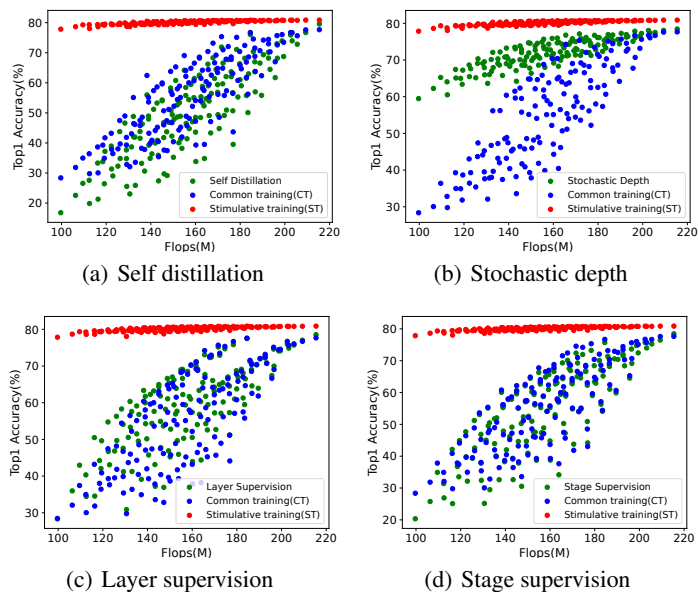 80
70
60
50
40
30
20
Top1 Accuracy(%)
Self Distillation
Common training(CT)
Stimulative training(ST)
100 120 140 160 180 200 220
Flops(M)
(a) Self distillation
80
70
60
50
40
30
Top1 Accuracy(%)
Stochastic Depth
Common training(CT)
Stimulative training(ST)
100 120 140 160 180 200 220
Flops(M)
(b) Stochastic depth
80
70
60
50
40
30
Top1 Accuracy(%)
Layer Supervision
Common training(CT)
Stimulative training(ST)
100 120 140 160 180 200 220
Flops(M)
(c) Layer supervision
80
70
60
50
40
30
20
Top1 Accuracy(%)
Stage Supervision
Common training(CT)
Stimulative training(ST)
100 120 140 160 180 200 220
Flops(M)
(d) Stage supervision